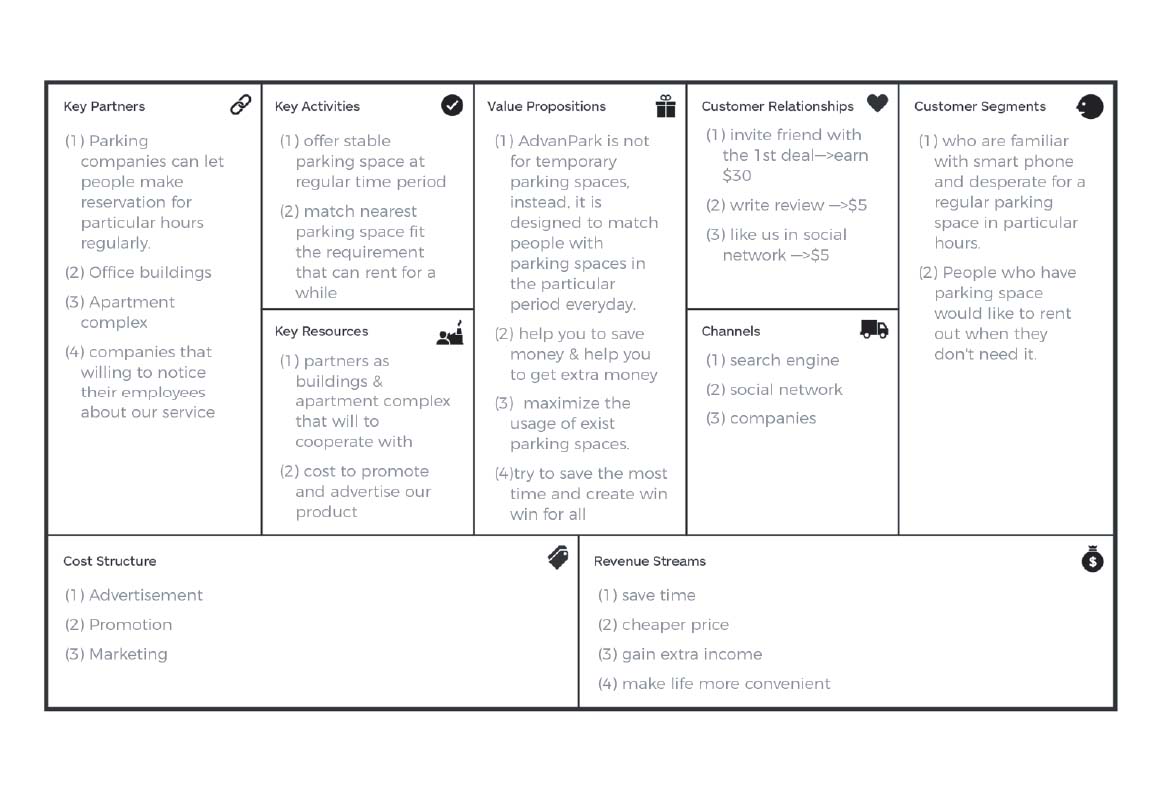 Key Partners
(1) Parking
companies can let
people make
reservation for
particular hours
regularly.
(2) Office buildings
(3) Apartment
complex
(4) companies that
willing to notice
their employees
about our service
Key Activities
(1) offer stable
parking space at
regular time period
(2) match nearest
parking space fit
the requirement
that can rent for a
while
Key Resources
(1) partners as
buildings &
apartment complex
that will to
cooperate with
(2) cost to promote
and advertise our
product
Value Propositions
(1) AdvanPark is not
for temporary
parking spaces,
instead, it is
designed to match
people with
parking spaces in
the particular
period everyday.
(2) help you to save
money & help you
to get extra money
(3) maximize the
usage of exist
parking spaces.
(4)try to save the most
time and create win
win for all
Customer Relationships
(1) invite friend with
the 1st deal—>earn
$30
(2) write review —>$5
(3) like us in social
network —>$5
Channels
(1) search engine
(2) social network
(3) companies
Customer Segments
(1) who are familiar
with smart phone
and desperate for a
regular parking
space in particular
hours.
(2) People who have
parking space
would like to rent
out when they
don't need it.
Cost Structure
(1) Advertisement
(2) Promotion
(3) Marketing
Revenue Streams
$
(1) save time
(2) cheaper price
(3) gain extra income
(4) make life more convenient